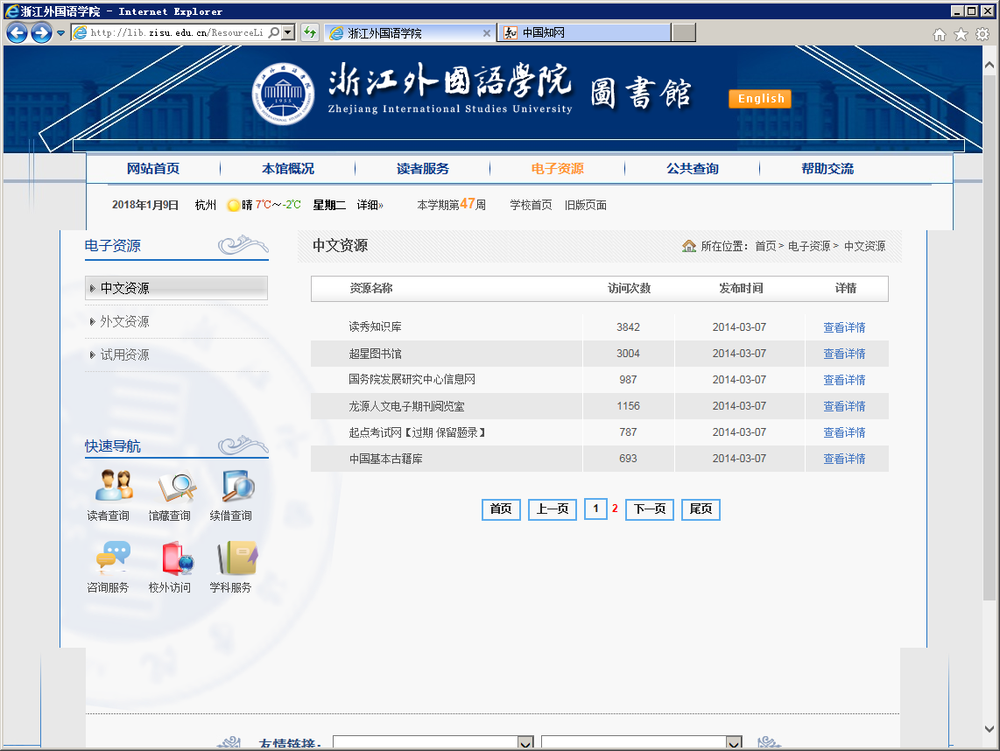 浙江外国语学院 - Internet Explorer
http://lib.zisu.edu.cn/ResourceLi
浙江外国语学院
中国知网
浙江外國語學院 圖書館
Zhejiang International Studies University
English
网站首页 本馆概况 读者服务 电子资源 公共查询 帮助交流
2018年1月9日 杭州 晴 7℃～-2℃ 星期二 详细» 本学期第47周 学校首页 旧版页面
电子资源
中文资源
外文资源
试用资源
快速导航
读者查询 馆藏查询 续借查询
咨询服务 校外访问 学科服务
中文资源
所在位置：首页 > 电子资源 > 中文资源
资源名称 访问次数 发布时间 详情
读秀知识库 3842 2014-03-07 查看详情
超星图书馆 3004 2014-03-07 查看详情
国务院发展研究中心信息网 987 2014-03-07 查看详情
龙源人文电子期刊阅览室 1156 2014-03-07 查看详情
起点考试网【过期 保留题录】 787 2014-03-07 查看详情
中国基本古籍库 693 2014-03-07 查看详情
首页 上一页 1 2 下一页 尾页
友情链接：